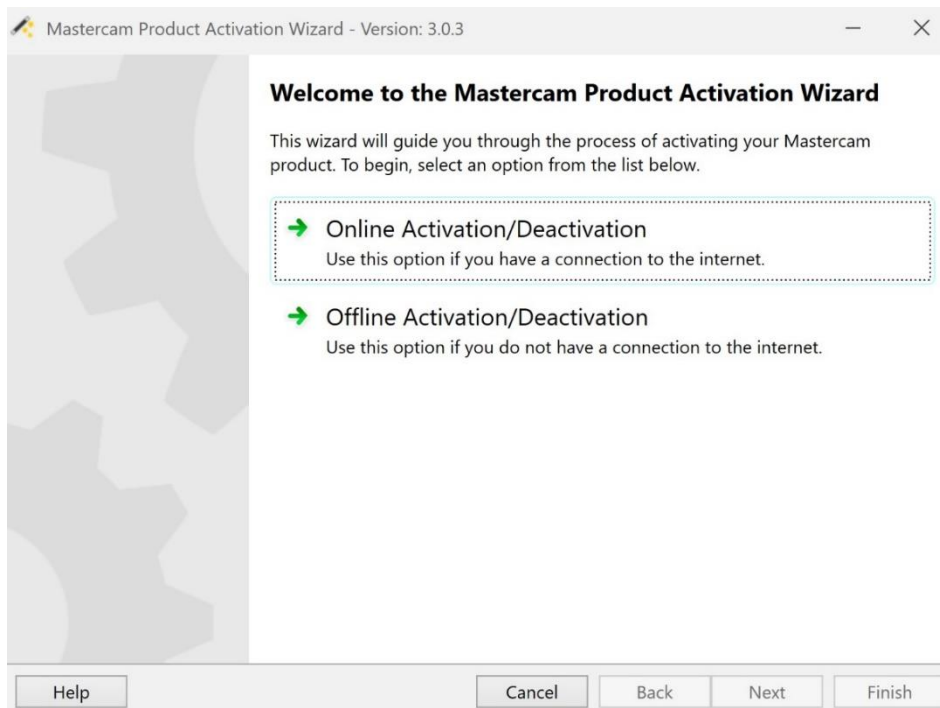 Mastercam Product Activation Wizard - Version: 3.0.3
Welcome to the Mastercam Product Activation Wizard
This wizard will guide you through the process of activating your Mastercam
product. To begin, select an option from the list below.
Online Activation/Deactivation
Use this option if you have a connection to the internet.
Offline Activation/Deactivation
Use this option if you do not have a connection to the internet.
Help Cancel Back Next Finish